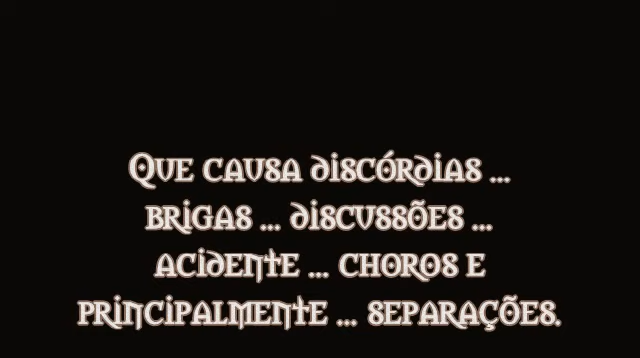 Que causa discórdias ...
brigas ... discussões ...
acidente ... choros e
principalmente ... separações.